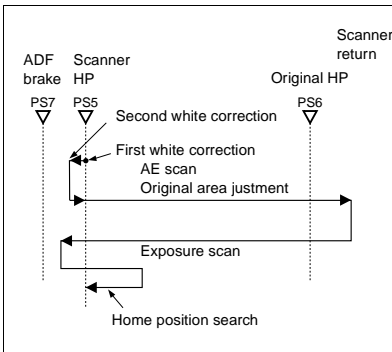 Scanner
return
ADF
brake
Scanner
HP
Original HP
PS7
PS5
PS6
Second white correction
First white correction
AE scan
Original area justment
Exposure scan
Home position search